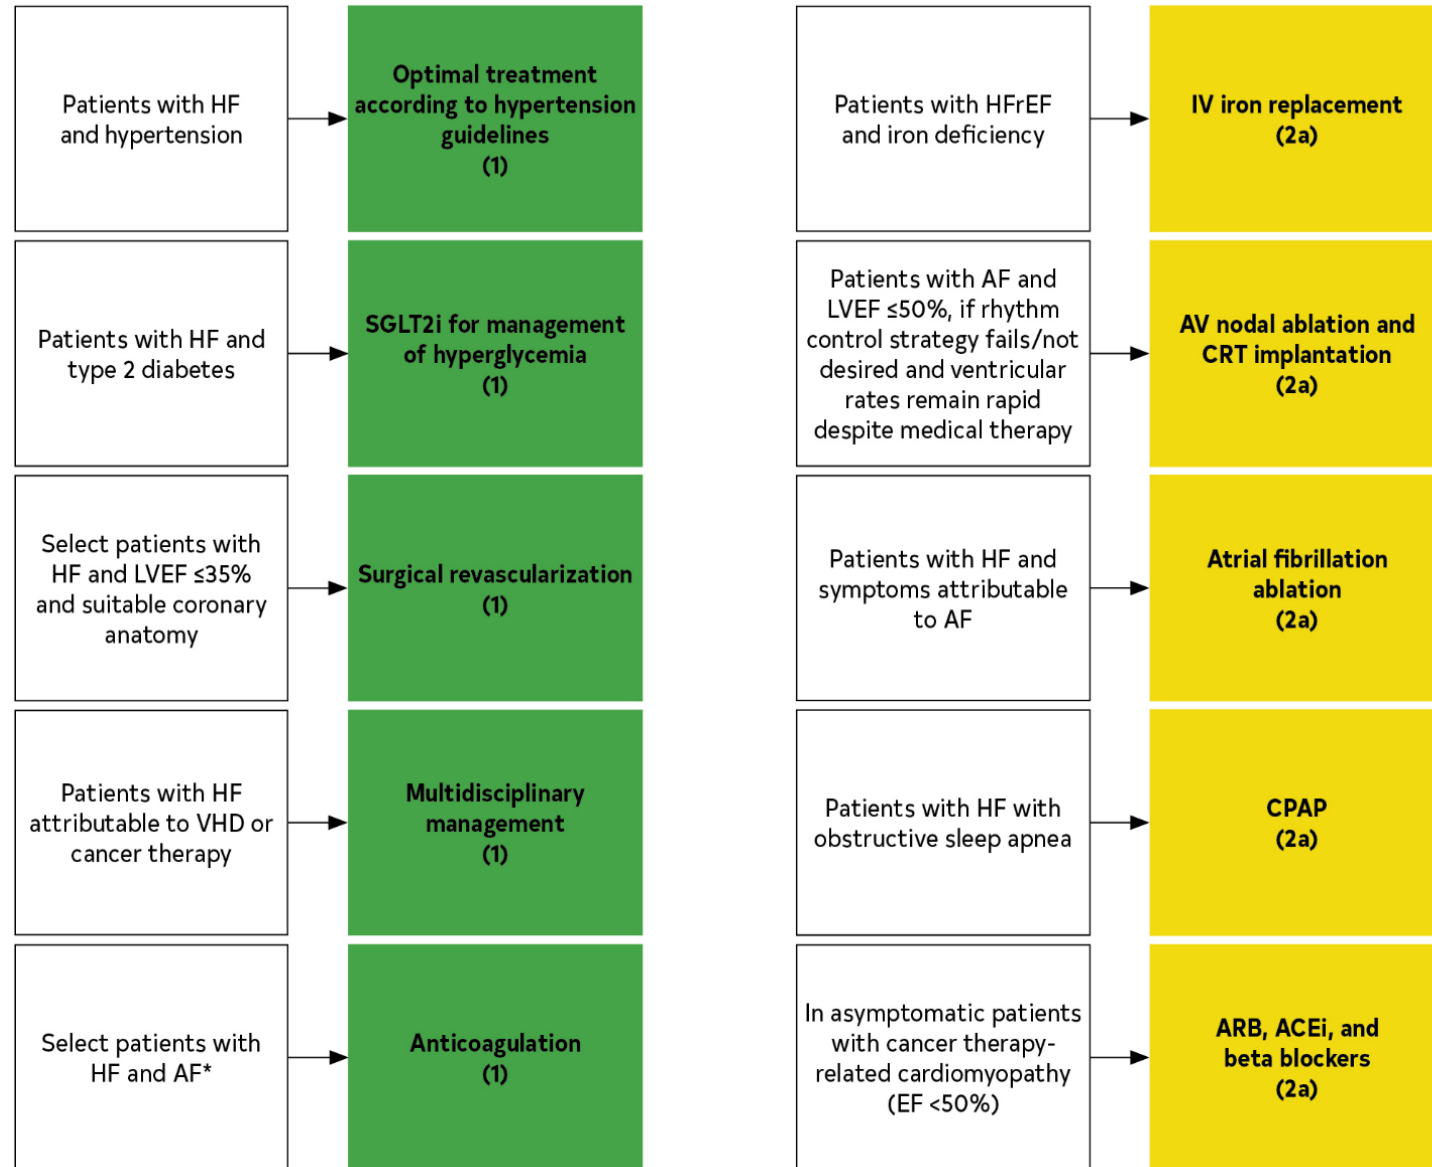 Patients with HF
and hypertension
Optimal treatment
according to hypertension
guidelines
(1)
Patients with HFrEF
and iron deficiency
IV iron replacement
(2a)
Patients with HF and
type 2 diabetes
SGLT2i for management
of hyperglycemia
(1)
Patients with AF and
LVEF ≤50%, if rhythm
control strategy fails/not
desired and ventricular
rates remain rapid
despite medical therapy
AV nodal ablation and
CRT implantation
(2a)
Select patients with
HF and LVEF ≤35%
and suitable coronary
anatomy
Surgical revascularization
(1)
Patients with HF and
symptoms attributable
to AF
Atrial fibrillation
ablation
(2a)
Patients with HF
attributable to VHD or
cancer therapy
Multidisciplinary
management
(1)
Patients with HF with
obstructive sleep apnea
CPAP
(2a)
Select patients with
HF and AF*
Anticoagulation
(1)
In asymptomatic patients
with cancer therapy-
related cardiomyopathy
(EF <50%)
ARB, ACEi, and
beta blockers
(2a)